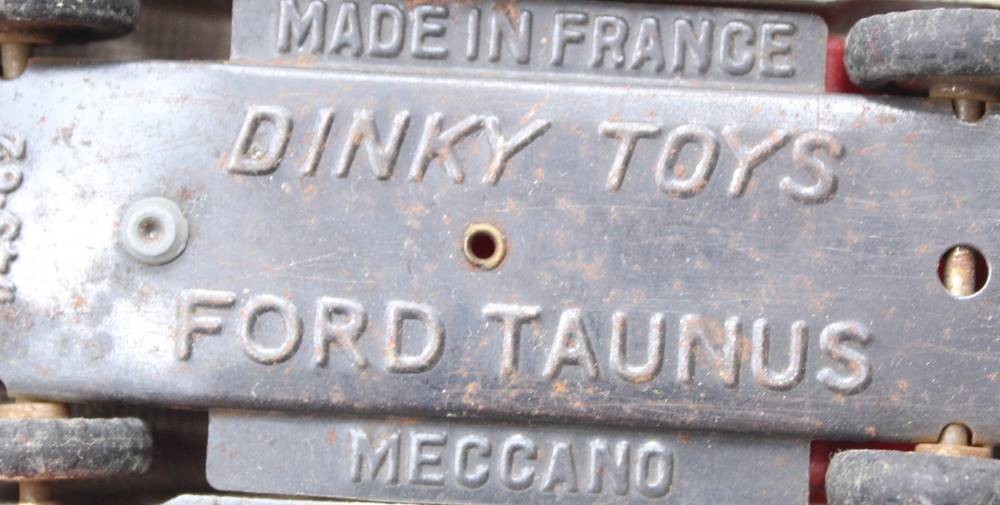 MADE IN FRANCE
DINKY TOYS
FORD TAUNUS
MECCANO